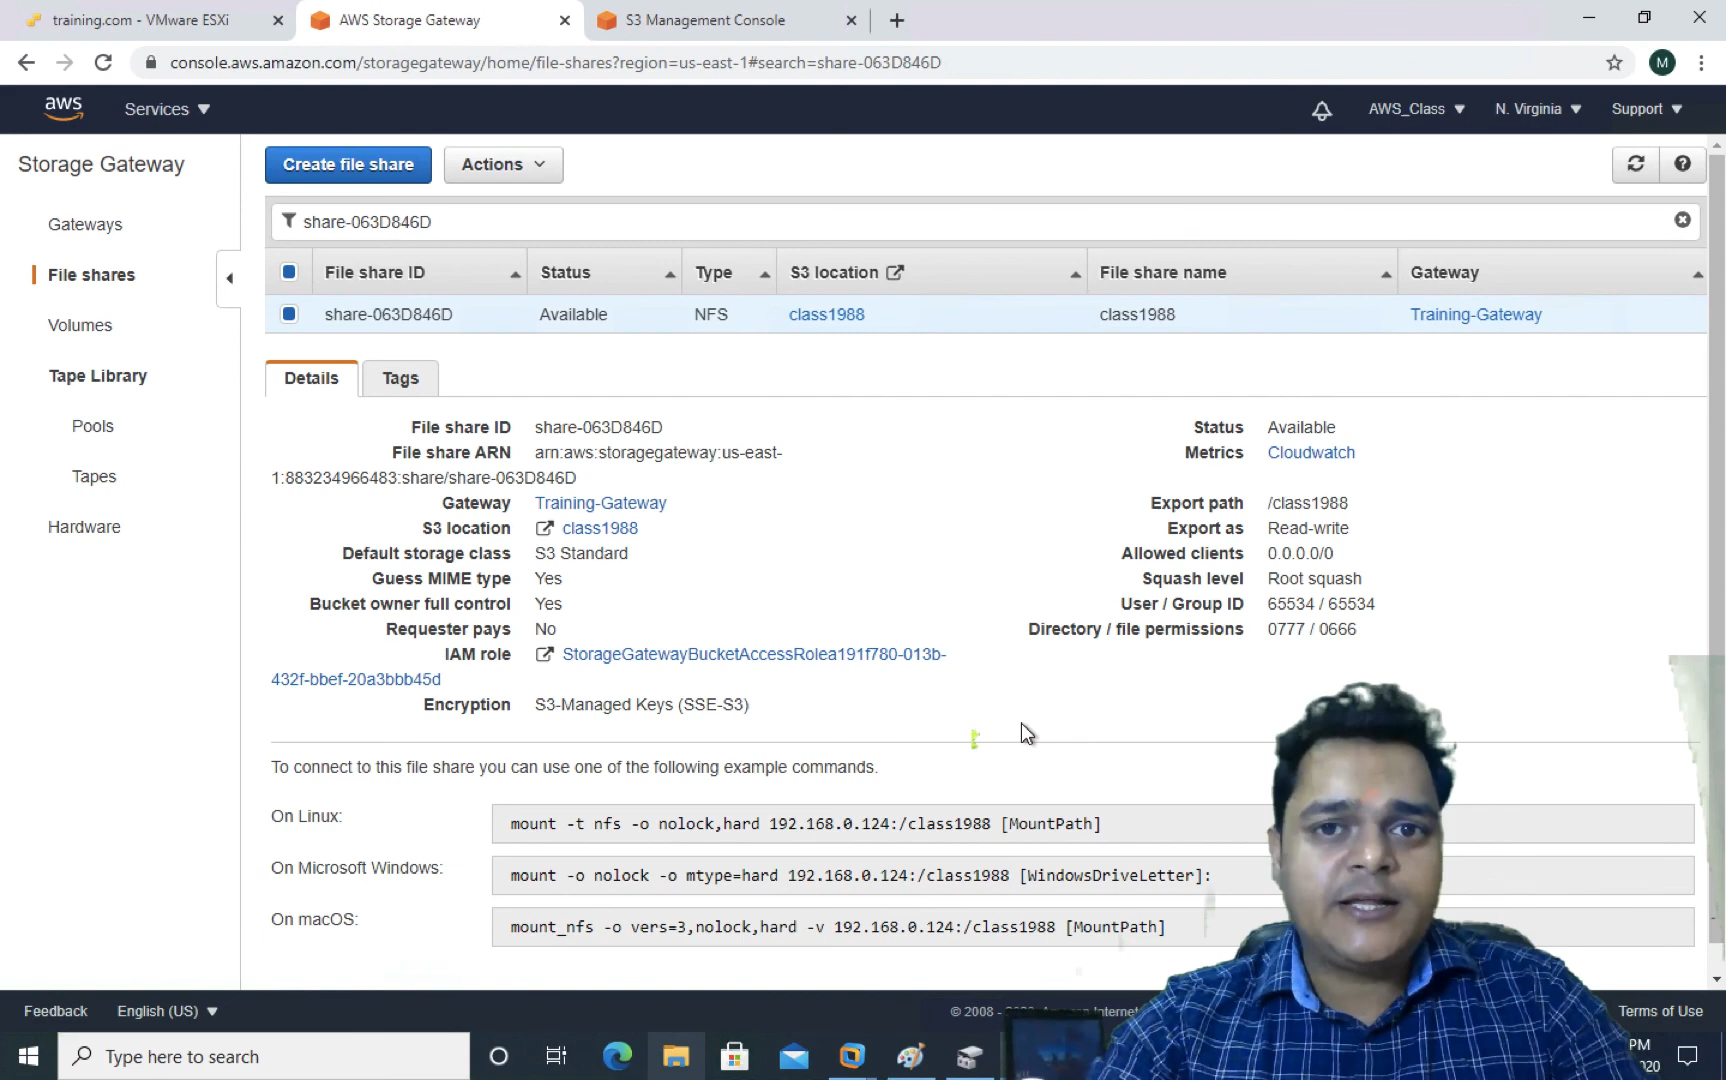 training.com - VMware ESXi
AWS Storage Gateway
S3 Management Console
console.aws.amazon.com/storagegateway/home/file-shares?region=us-east-1#search=share-063D846D
M
aws
Services
AWS_Class
N. Virginia
Support
Storage Gateway
Gateways
File shares
Volumes
Tape Library
Pools
Tapes
Hardware
Create file share
Actions
share-063D846D
File share ID Status Type S3 location File share name Gateway
share-063D846D Available NFS class1988 class1988 Training-Gateway
Details Tags
File share ID share-063D846D
File share ARN arn:aws:storagegateway:us-east-
1:883234966483:share/share-063D846D
Gateway Training-Gateway
S3 location class1988
Default storage class S3 Standard
Guess MIME type Yes
Bucket owner full control Yes
Requester pays No
IAM role StorageGatewayBucketAccessRolea191f780-013b-
432f-bbef-20a3bbb45d
Encryption S3-Managed Keys (SSE-S3)
Status Available
Metrics Cloudwatch
Export path /class1988
Export as Read-write
Allowed clients 0.0.0.0/0
Squash level Root squash
User / Group ID 65534 / 65534
Directory / file permissions 0777 / 0666
To connect to this file share you can use one of the following example commands.
On Linux: mount -t nfs -o nolock,hard 192.168.0.124:/class1988 [MountPath]
On Microsoft Windows: mount -o nolock -o mtype=hard 192.168.0.124:/class1988 [WindowsDriveLetter]:
On macOS: mount_nfs -o vers=3,nolock,hard -v 192.168.0.124:/class1988 [MountPath]
Feedback English (US) © 2008 - Terms of Use
Type here to search
PM